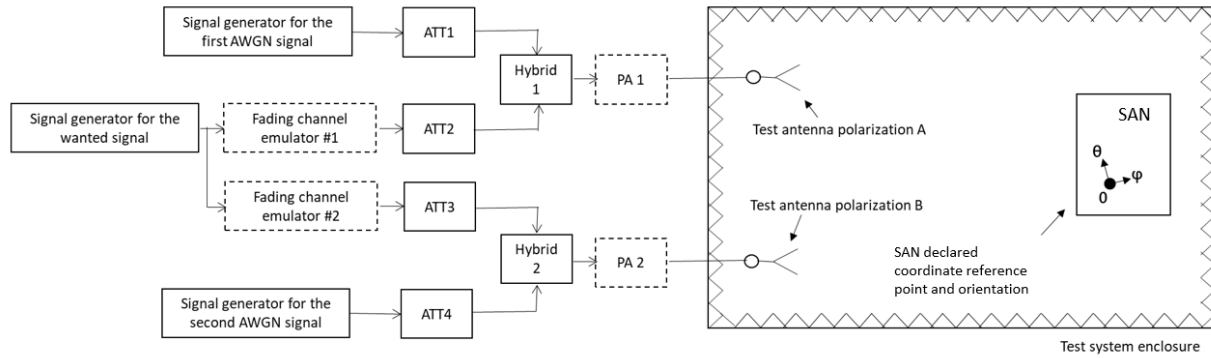 Signal generator for the
first AWGN signal
ATT1
Hybrid
1
PA 1
Test antenna polarization A
Signal generator for the
wanted signal
Fading channel
emulator #1
ATT2
Fading channel
emulator #2
ATT3
Hybrid
2
PA 2
Test antenna polarization B
Signal generator for the
second AWGN signal
ATT4
SAN
θ
φ
0
SAN declared
coordinate reference
point and orientation
Test system enclosure